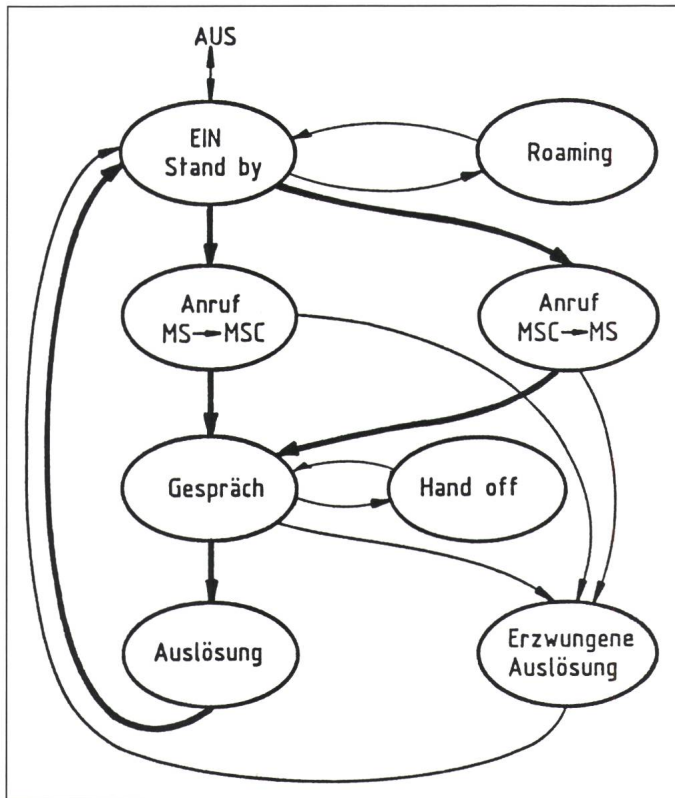 AUS
EIN
Stand by
Roaming
Anruf
MS→MSC
Anruf
MSC→MS
Gespräch
Hand off
Auslösung
Erzwungene
Auslösung